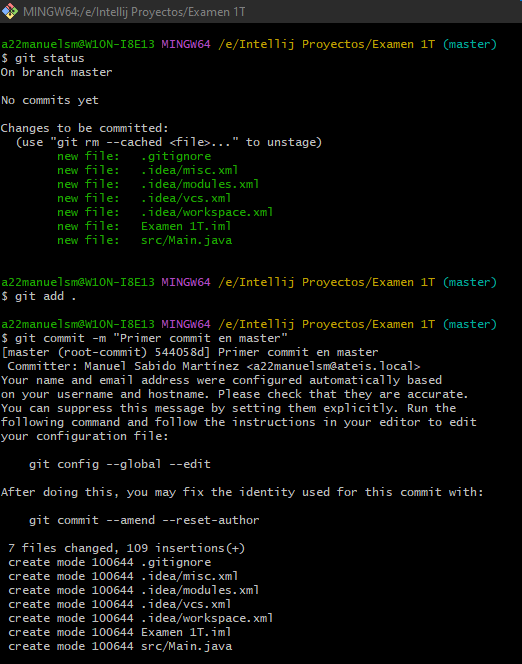 MINGW64:/e/Intellij Proyectos/Examen 1T
a22manuelsm@W10N-I8E13 MINGW64 /e/Intellij Proyectos/Examen 1T (master)
$ git status
On branch master
No commits yet
Changes to be committed:
  (use "git rm --cached <file>..." to unstage)
        new file:   .gitignore
        new file:   .idea/misc.xml
        new file:   .idea/modules.xml
        new file:   .idea/vcs.xml
        new file:   .idea/workspace.xml
        new file:   Examen 1T.iml
        new file:   src/Main.java
a22manuelsm@W10N-I8E13 MINGW64 /e/Intellij Proyectos/Examen 1T (master)
$ git add .
a22manuelsm@W10N-I8E13 MINGW64 /e/Intellij Proyectos/Examen 1T (master)
$ git commit -m "Primer commit en master"
[master (root-commit) 544058d] Primer commit en master
 Committer: Manuel Sabido Martínez <a22manuelsm@ateis.local>
Your name and email address were configured automatically based
on your username and hostname. Please check that they are accurate.
You can suppress this message by setting them explicitly. Run the
following command and follow the instructions in your editor to edit
your configuration file:
    git config --global --edit
After doing this, you may fix the identity used for this commit with:
    git commit --amend --reset-author
 7 files changed, 109 insertions(+)
 create mode 100644 .gitignore
 create mode 100644 .idea/misc.xml
 create mode 100644 .idea/modules.xml
 create mode 100644 .idea/vcs.xml
 create mode 100644 .idea/workspace.xml
 create mode 100644 Examen 1T.iml
 create mode 100644 src/Main.java